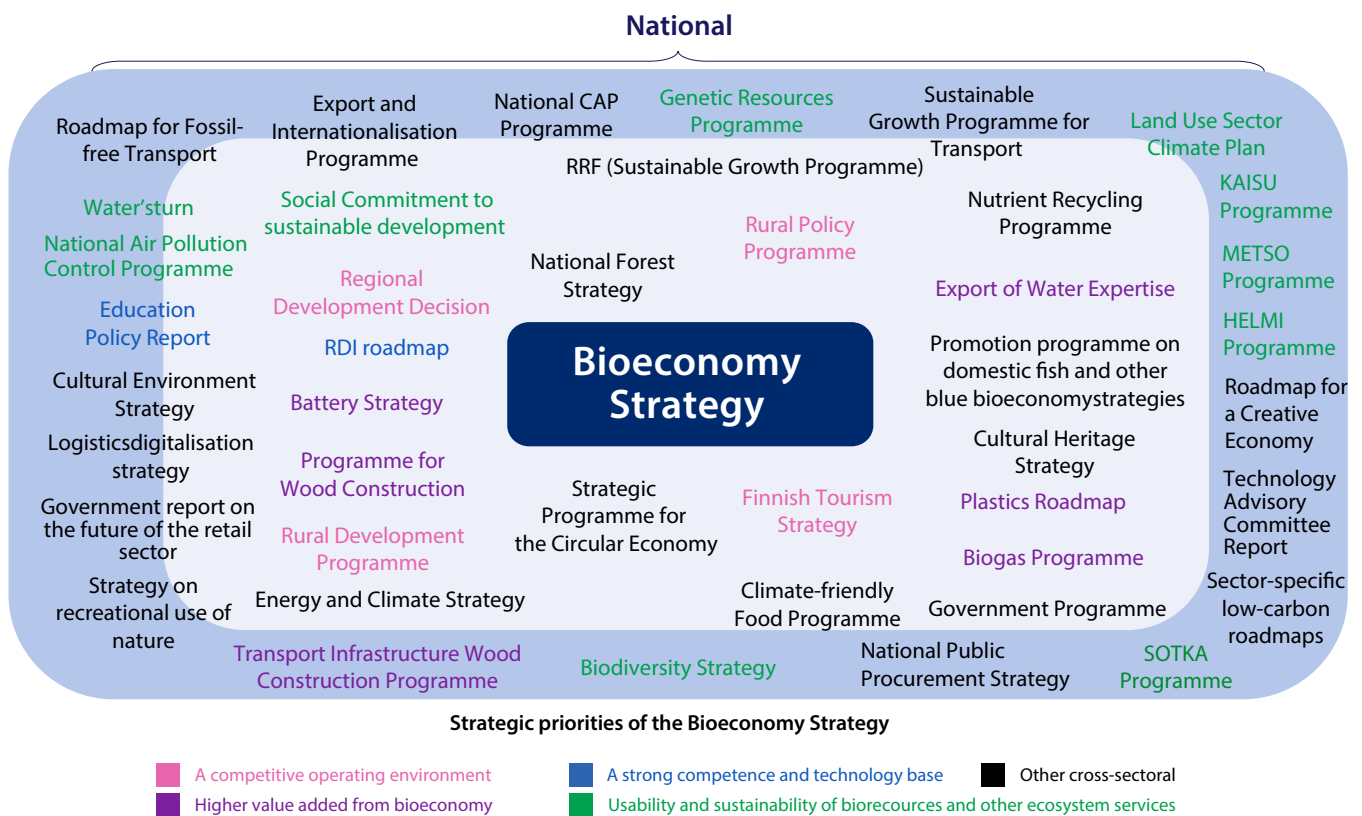 National
Roadmap for Fossil-
free Transport
Export and
Internationalisation
Programme
National CAP
Programme
Genetic Resources
Programme
Sustainable
Growth Programme for
Transport
Land Use Sector
Climate Plan
RRF (Sustainable Growth Programme)
Water'sturn
National Air Pollution
Control Programme
Education
Policy Report
Cultural Environment
Strategy
Logisticsdigitalisation
strategy
Government report on
the future of the retail
sector
Strategy on
recreational use of
nature
Social Commitment to
sustainable development
Regional
Development Decision
RDI roadmap
Battery Strategy
Programme for
Wood Construction
Rural Development
Programme
Energy and Climate Strategy
National Forest
Strategy
Rural Policy
Programme
Bioeconomy
Strategy
Strategic
Programme for
the Circular Economy
Finnish Tourism
Strategy
Climate-friendly
Food Programme
Nutrient Recycling
Programme
Export of Water Expertise
Promotion programme on
domestic fish and other
blue bioeconomystrategies
Cultural Heritage
Strategy
Plastics Roadmap
Biogas Programme
Government Programme
KAISU
Programme
METSO
Programme
HELMI
Programme
Roadmap for
a Creative
Economy
Technology
Advisory
Committee
Report
Sector-specific
low-carbon
roadmaps
Transport Infrastructure Wood
Construction Programme
Biodiversity Strategy
National Public
Procurement Strategy
SOTKA
Programme
Strategic priorities of the Bioeconomy Strategy
A competitive operating environment
A strong competence and technology base
Other cross-sectoral
Higher value added from bioeconomy
Usability and sustainability of biorecources and other ecosystem services